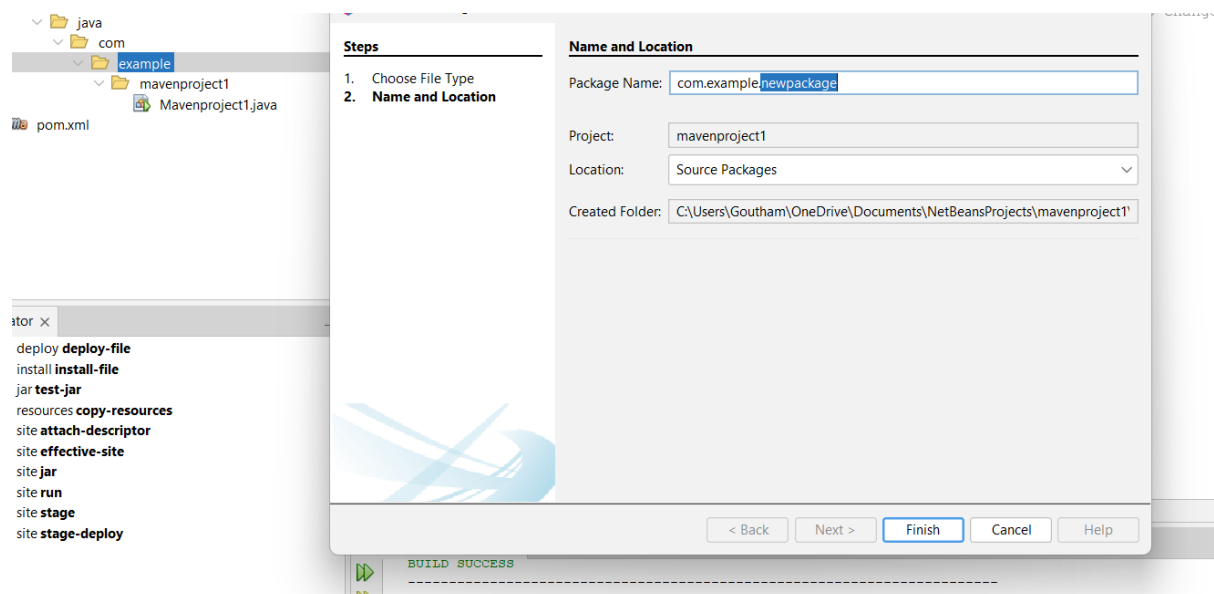 java
com
example
mavenproject1
Mavenproject1.java
pom.xml
ator ×
deploy deploy-file
install install-file
jar test-jar
resources copy-resources
site attach-descriptor
site effective-site
site jar
site run
site stage
site stage-deploy
Steps
1. Choose File Type
2. Name and Location
Name and Location
Package Name: com.example.newpackage
Project: mavenproject1
Location: Source Packages
Created Folder: C:\Users\Goutham\OneDrive\Documents\NetBeansProjects\mavenproject1\
< Back Next > Finish Cancel Help
BUILD SUCCESS
------------------------------------------------------------------------